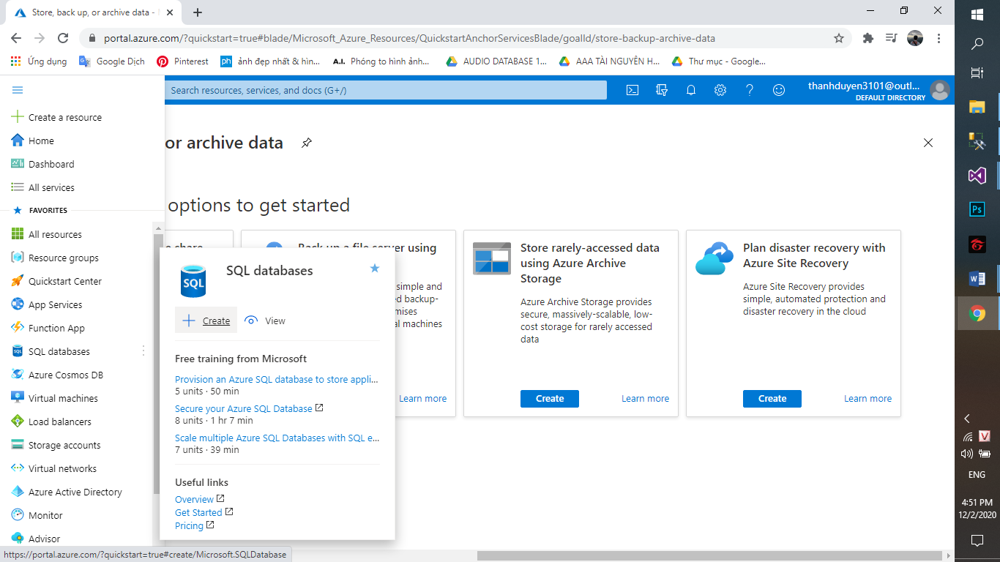 Store, back up, or archive data -
portal.azure.com/?quickstart=true#blade/Microsoft_Azure_Resources/QuickstartAnchorServicesBlade/goalId/store-backup-archive-data
Ứng dụng
Google Dịch
Pinterest
ph
ảnh đẹp nhất & hìn...
A.I.
Phóng to hình ảnh...
AUDIO DATABASE 1...
AAA TÀI NGUYÊN H...
Thư mục - Google...
Search resources, services, and docs (G+/)
thanhduyen3101@outl...
DEFAULT DIRECTORY
Create a resource
Home
Dashboard
All services
FAVORITES
All resources
Resource groups
Quickstart Center
App Services
Function App
SQL
SQL databases
Azure Cosmos DB
Virtual machines
Load balancers
Storage accounts
Virtual networks
Azure Active Directory
Monitor
Advisor
or archive data
options to get started
Back up a file server using
simple and
d backup-
mises
al machines
Learn more
SQL
SQL databases
Create
View
Free training from Microsoft
Provision an Azure SQL database to store appli...
5 units · 50 min
Secure your Azure SQL Database
8 units · 1 hr 7 min
Scale multiple Azure SQL Databases with SQL e...
7 units · 39 min
Useful links
Overview
Get Started
Pricing
Store rarely-accessed data
using Azure Archive
Storage
Azure Archive Storage provides
secure, massively-scalable, low-
cost storage for rarely accessed
data
Create
Learn more
Plan disaster recovery with
Azure Site Recovery
Azure Site Recovery provides
simple, automated protection and
disaster recovery in the cloud
Create
Learn more
https://portal.azure.com/?quickstart=true#create/Microsoft.SQLDatabase
Ps
W
V
ENG
4:51 PM
12/2/2020